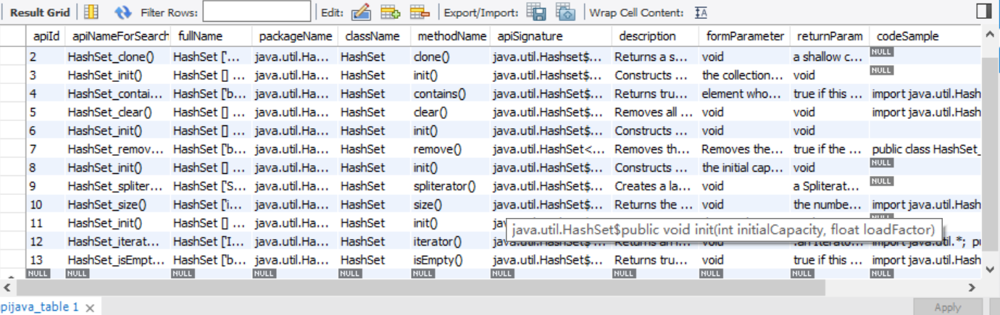 Result Grid Filter Rows: Edit: Export/Import: Wrap Cell Content: IA
apiId apiNameForSearch fullName packageName className methodName apiSignature description formParameter returnParam codeSample
2 HashSet_clone() HashSet ['... java.util.Ha... HashSet clone() java.util.Hashset$... Returns a s... void a shallow c... NULL
3 HashSet_init() HashSet [] ... java.util.Ha... HashSet init() java.util.HashSet$... Constructs ... the collection... void NULL
4 HashSet_contai... HashSet ['b... java.util.Ha... HashSet contains() java.util.HashSet$... Returns tru... element who... true if this ... import java.util.Hash
5 HashSet_clear() HashSet [] ... java.util.Ha... HashSet clear() java.util.HashSet$... Removes all ... void void import java.util.Hash
6 HashSet_init() HashSet [] ... java.util.Ha... HashSet init() java.util.HashSet$... Constructs ... void void
7 HashSet_remov... HashSet ['b... java.util.Ha... HashSet remove() java.util.HashSet<... Removes th... Removes the... true if the ... public class HashSet_
8 HashSet_init() HashSet [] ... java.util.Ha... HashSet init() java.util.HashSet$... Constructs ... the initial cap... void NULL
9 HashSet_spliter... HashSet ['S... java.util.Ha... HashSet spliterator() java.util.HashSet$... Creates a la... void a Spliterat... NULL
10 HashSet_size() HashSet ['i... java.util.Ha... HashSet size() java.util.HashSet$... Returns the ... void the numbe... import java.util.Hash
11 HashSet_init() HashSet [] ... java.util.Ha... HashSet init()
java.util.HashSet$public void init(int initialCapacity, float loadFactor)
12 HashSet_iterat... HashSet ['I... java.util.Ha... HashSet iterator() java.util.HashSet$... void import java.util.*;
13 HashSet_isEmpt... HashSet ['b... java.util.Ha... HashSet isEmpty() java.util.HashSet$... Returns tru... void true if this ... import java.util.Hash
NULL NULL NULL NULL NULL NULL NULL NULL NULL NULL NULL
pijava_table 1 Apply